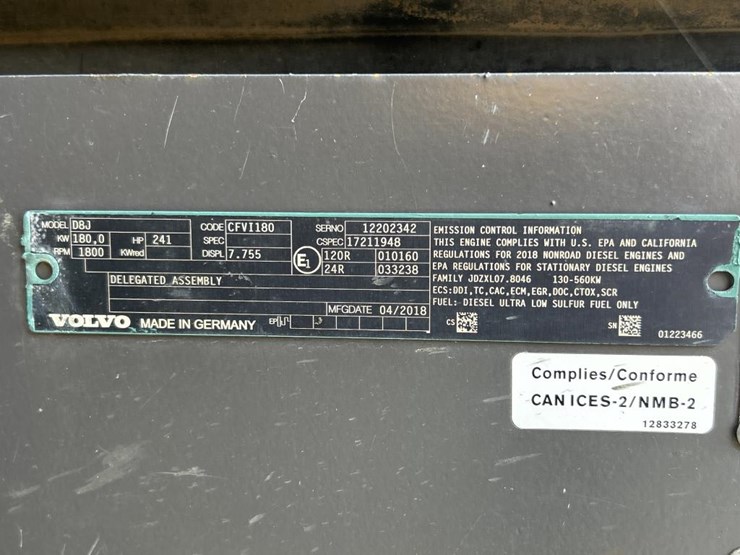 MODEL D8J CODE CFVI180 SERNO 12202342
KW 180,0 HP 241 SPEC CSPEC 17211948
RPM 1800 KWred DISPL 7.755 E1 120R 010160
24R 033238
DELEGATED ASSEMBLY
MFGDATE 04/2018
VOLVO MADE IN GERMANY EP
EMISSION CONTROL INFORMATION
THIS ENGINE COMPLIES WITH U.S. EPA AND CALIFORNIA
REGULATIONS FOR 2018 NONROAD DIESEL ENGINES AND
EPA REGULATIONS FOR STATIONARY DIESEL ENGINES
FAMILY JDZXL07.8046 130-560KW
ECS:DDI,TC,CAC,ECM,EGR,DOC,CTOX,SCR
FUEL: DIESEL ULTRA LOW SULFUR FUEL ONLY
CS SN 01223466
Complies/Conforme
CAN ICES-2/NMB-2
12833278